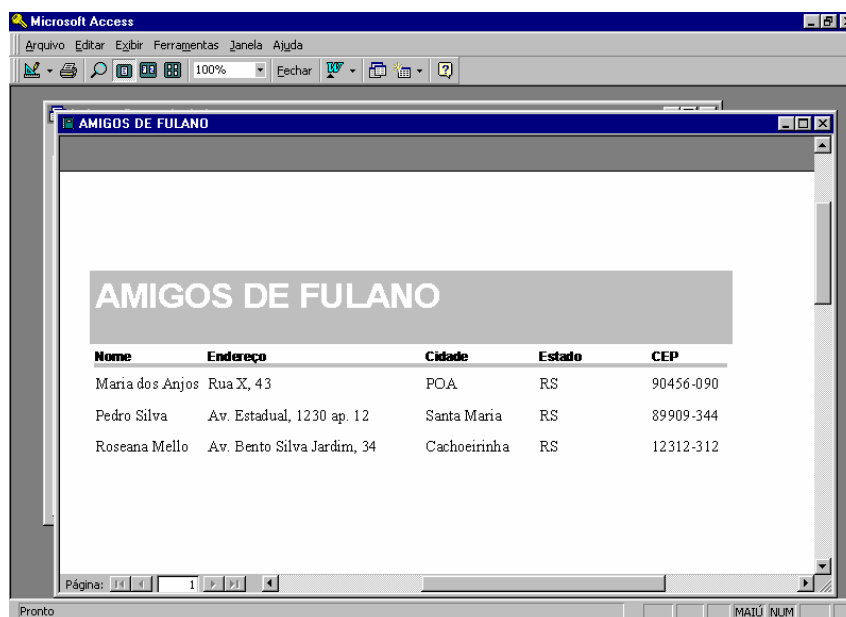 Microsoft Access
Arquivo Editar Exibir Ferramentas Janela Ajuda
100% Fechar
AMIGOS DE FULANO
AMIGOS DE FULANO
Nome Endereço Cidade Estado CEP
Maria dos Anjos Rua X, 43 POA RS 90456-090
Pedro Silva Av. Estadual, 1230 ap. 12 Santa Maria RS 89909-344
Roseana Mello Av. Bento Silva Jardim, 34 Cachoeirinha RS 12312-312
Página: 1
Pronto MAIÚ NUM